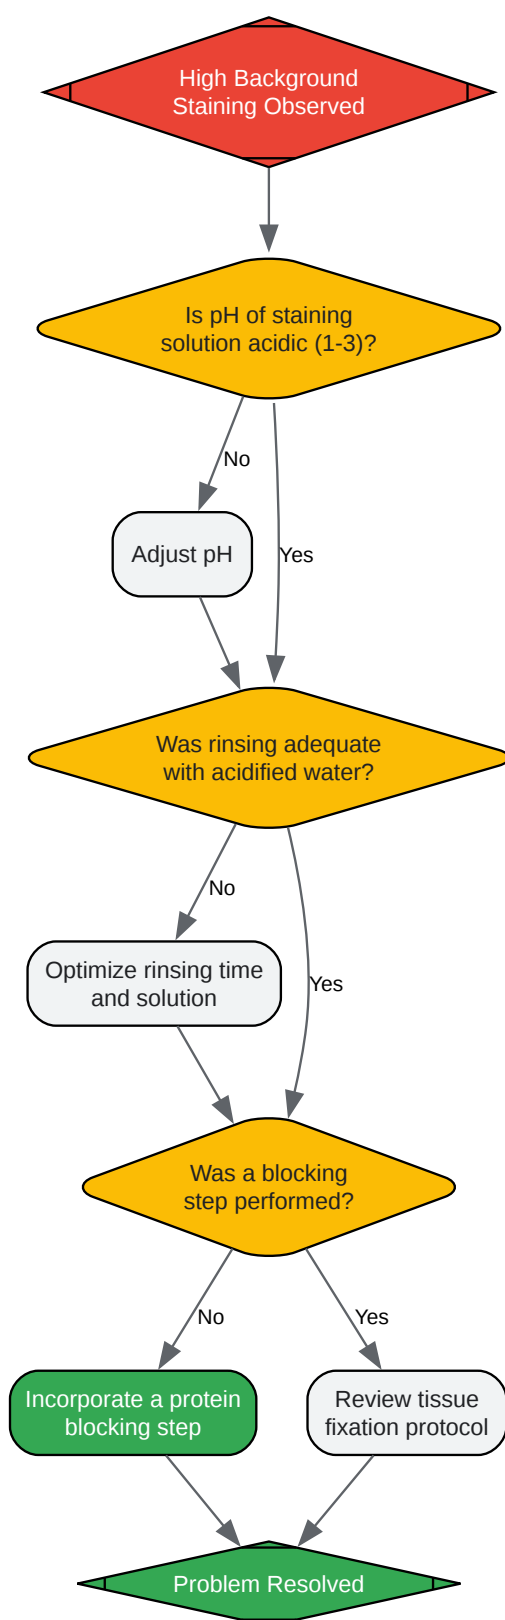 High Background
Staining Observed
Is pH of staining
solution acidic (1-3)?
No
Adjust pH
Yes
Was rinsing adequate
with acidified water?
No
Optimize rinsing time
and solution
Yes
Was a blocking
step performed?
No
Yes
Incorporate a protein
blocking step
Review tissue
fixation protocol
Problem Resolved